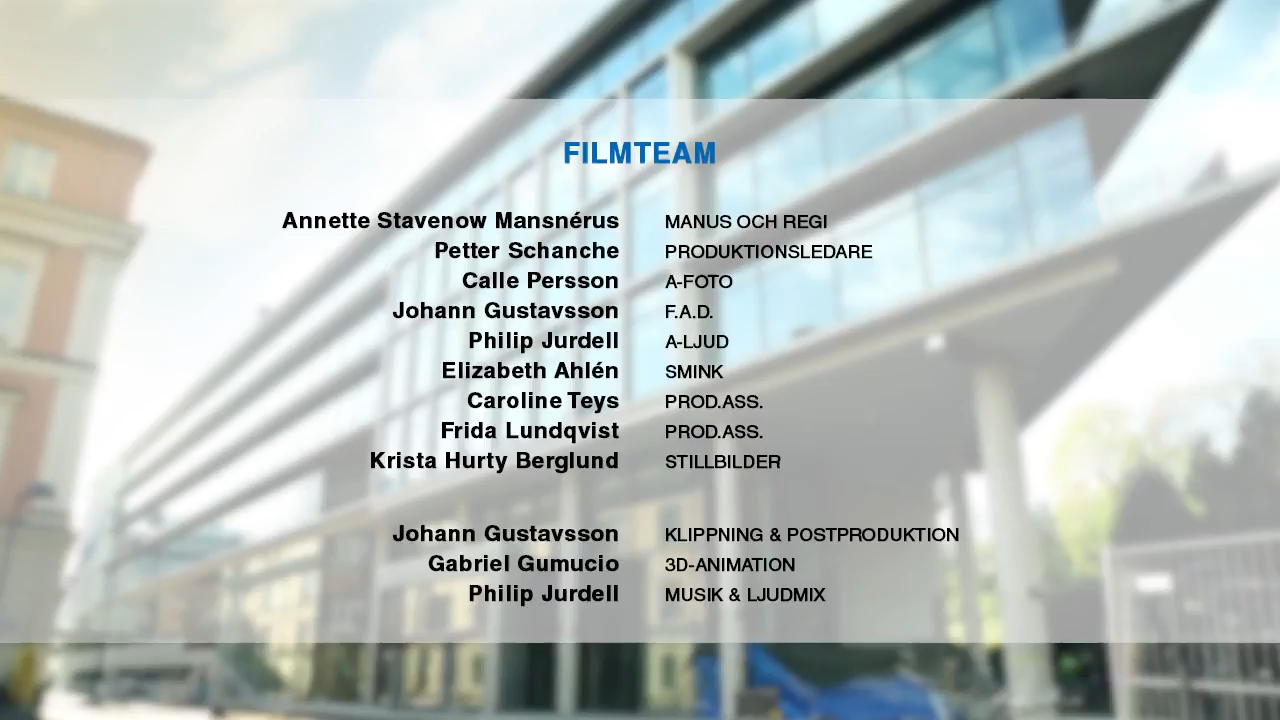 FILMTEAM
Annette Stavenow Mansnérus MANUS OCH REGI
Petter Schanche PRODUKTIONSLEDARE
Calle Persson A-FOTO
Johann Gustavsson F.A.D.
Philip Jurdell A-LJUD
Elizabeth Ahlén SMINK
Caroline Teys PROD.ASS.
Frida Lundqvist PROD.ASS.
Krista Hurty Berglund STILLBILDER
Johann Gustavsson KLIPPNING & POSTPRODUKTION
Gabriel Gumucio 3D-ANIMATION
Philip Jurdell MUSIK & LJUDMIX